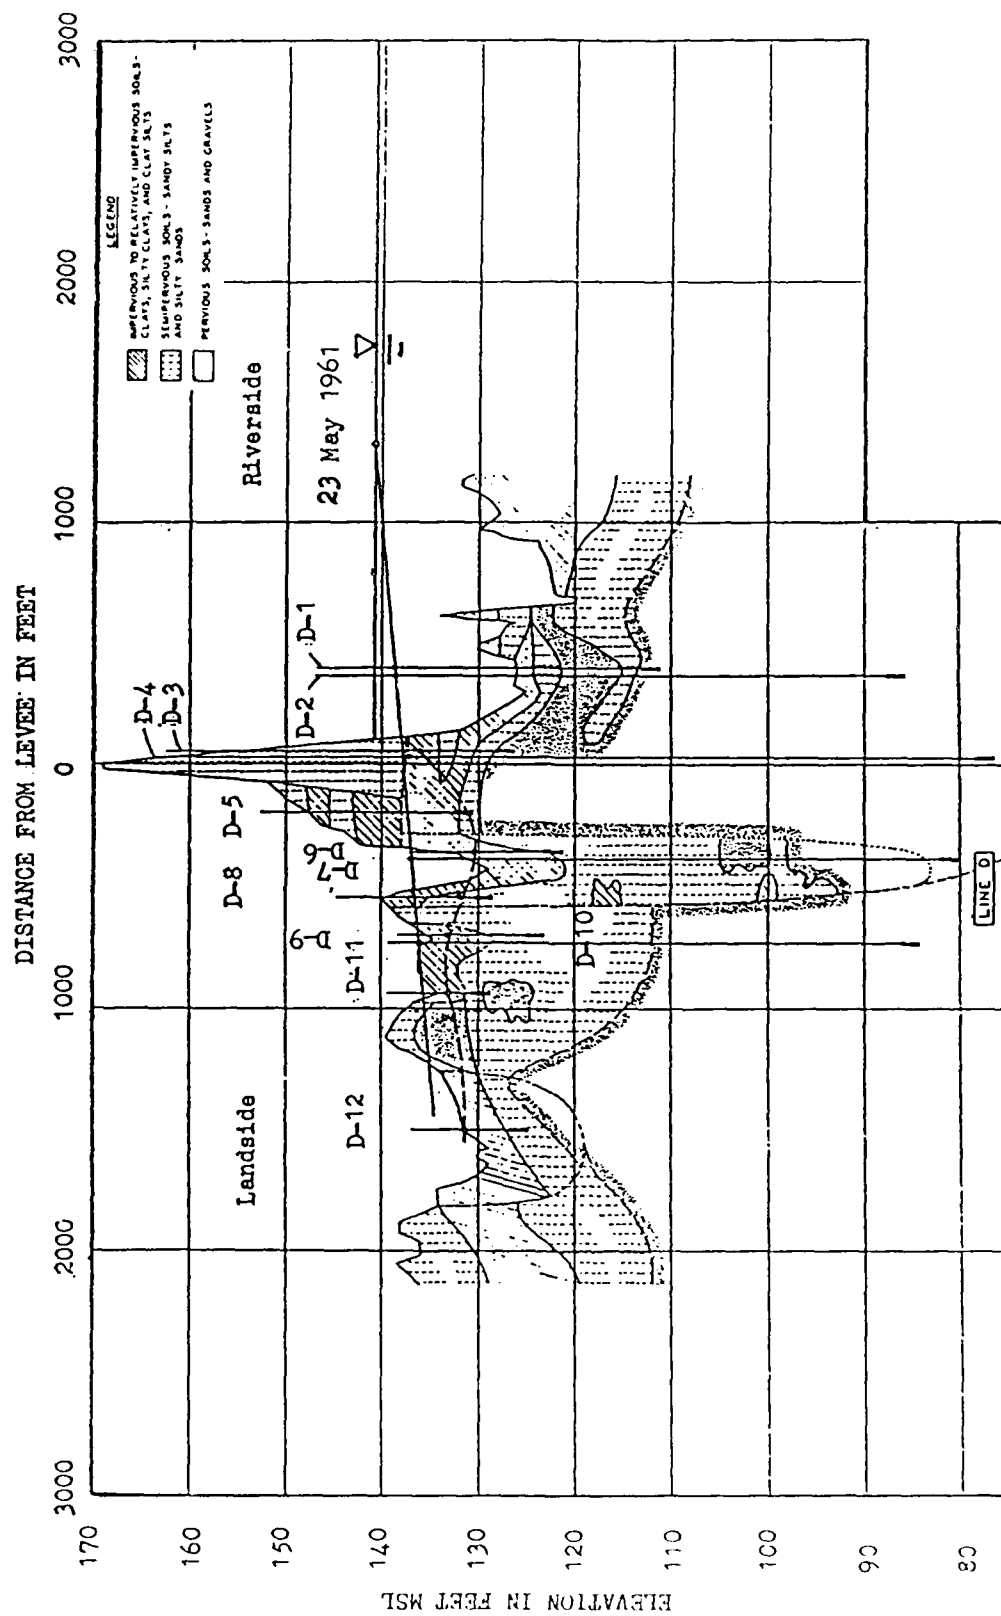 DISTANCE FROM LEVEE IN FEET
3000
2000
1000
0
1000
2000
3000
LEGEND
IMPERVIOUS TO RELATIVELY IMPERVIOUS SOILS -
CLAYS, SILTY CLAYS, AND CLAY SILTS
SEMIPERVIOUS SOILS - SANDY SILTS
AND SILTY SANDS
PERVIOUS SOILS - SANDS AND GRAVELS
Landside
Riverside
23 May 1961
D-12
D-11
D-9
D-8
D-7
D-6
D-5
D-4
D-3
D-2
D-1
D-10
LINE D
170
160
150
140
130
120
110
100
90
80
ELEVATION IN FEET MSL